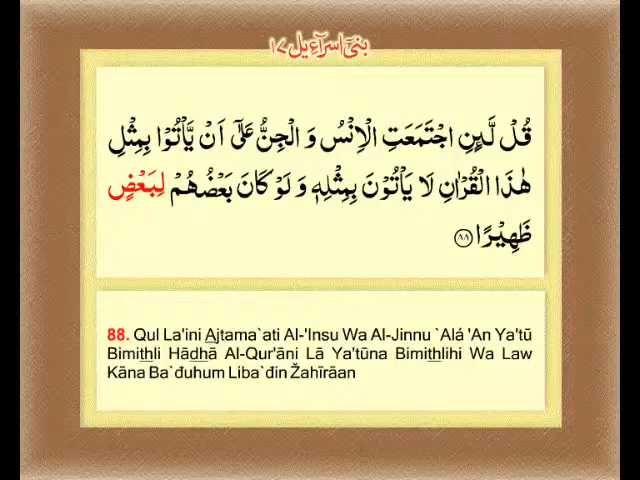 بنی اسرآءیل ۱۷
قُلْ لَّىِٕنِ اجْتَمَعَتِ الْاِنْسُ وَ الْجِنُّ عَلٰۤى اَنْ یَّاْتُوْا بِمِثْلِ
هٰذَا الْقُرْاٰنِ لَا یَاْتُوْنَ بِمِثْلِهٖ وَ لَوْ كَانَ بَعْضُهُمْ لِبَعْضٍ
ظَهِیْرًا ۸۸
88. Qul La'ini Ajtama`ati Al-'Insu Wa Al-Jinnu `Alá 'An Ya'tū
Bimithli Hādhā Al-Qur'āni Lā Ya'tūna Bimithlihi Wa Law
Kāna Ba`đuhum Liba`đin Žahīrāan